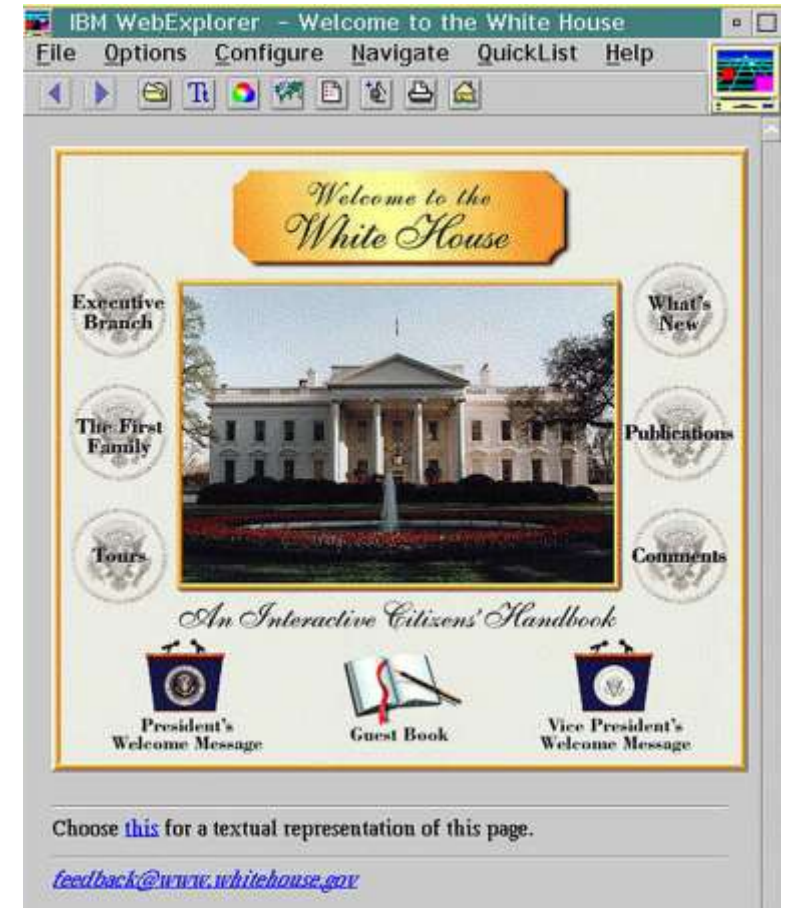 IBM WebExplorer - Welcome to the White House
File Options Configure Navigate QuickList Help
Tt
Welcome to the
White House
Executive
Branch
What's
New
The First
Family
Publications
Tours
Comments
An Interactive Citizens' Handbook
President's
Welcome Message
Guest Book
Vice President's
Welcome Message
Choose this for a textual representation of this page.
feedback@www.whitehouse.gov